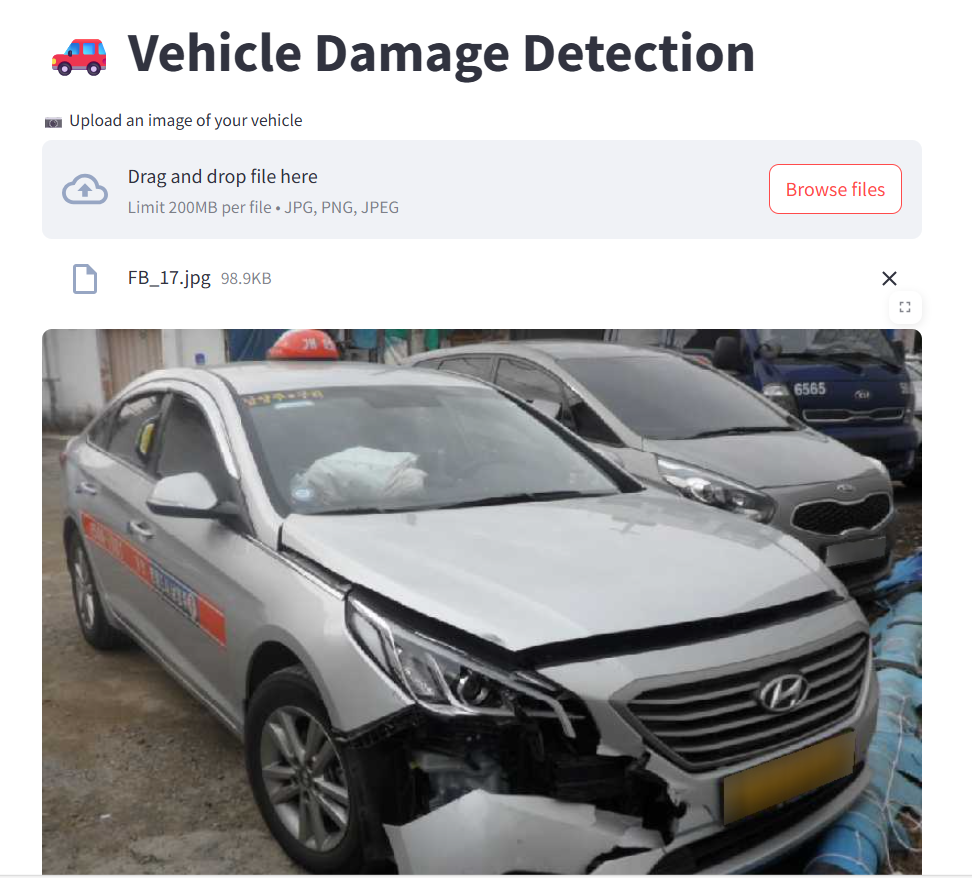 Vehicle Damage Detection
Upload an image of your vehicle
Drag and drop file here
Limit 200MB per file • JPG, PNG, JPEG
Browse files
FB_17.jpg 98.9KB
6565
KIA